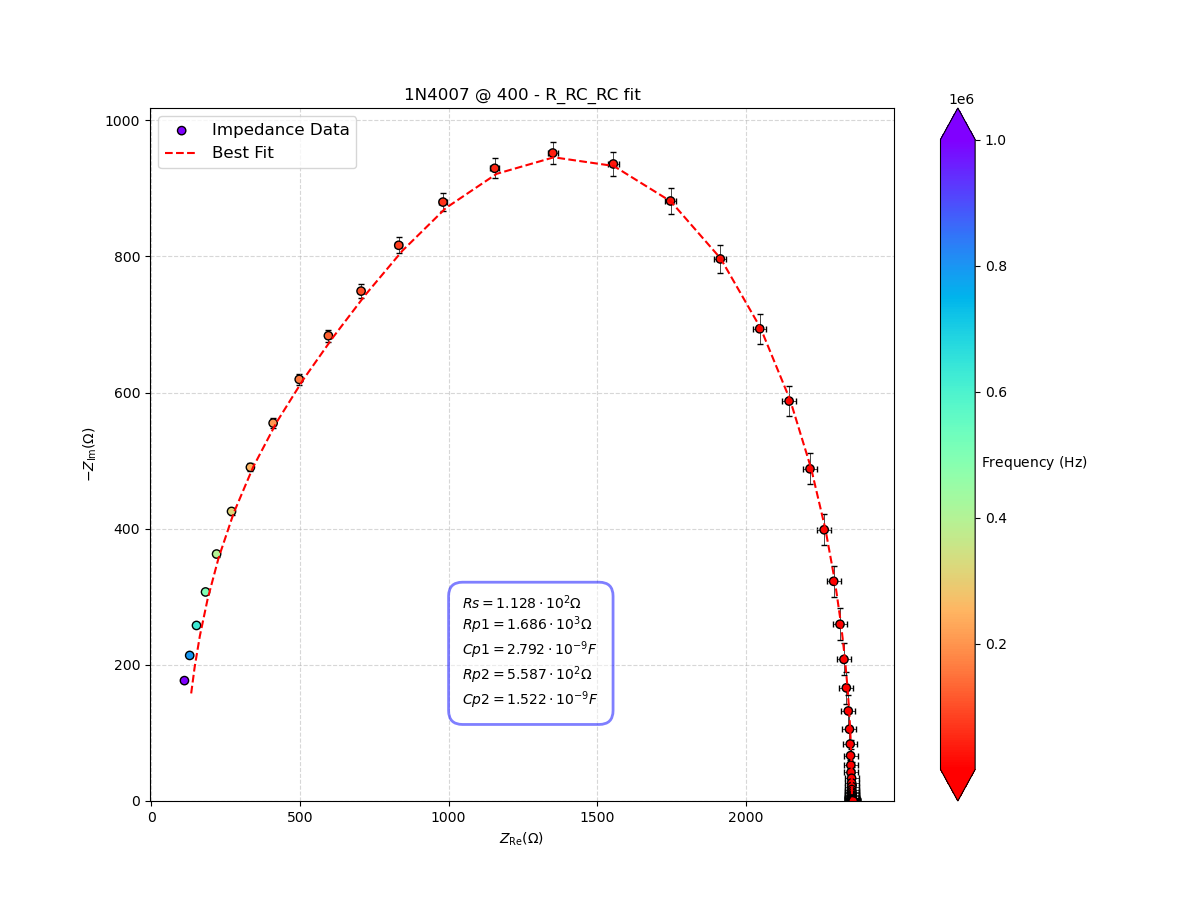 1N4007 @ 400 - R_RC_RC fit
1e6
Impedance Data
Best Fit
1000
800
600
400
200
0
−Z_Im(Ω)
0
500
1000
1500
2000
Z_Re(Ω)
Rs = 1.128 · 10²Ω
Rp1 = 1.686 · 10³Ω
Cp1 = 2.792 · 10⁻⁹F
Rp2 = 5.587 · 10²Ω
Cp2 = 1.522 · 10⁻⁹F
1.0
0.8
0.6
0.4
0.2
Frequency (Hz)